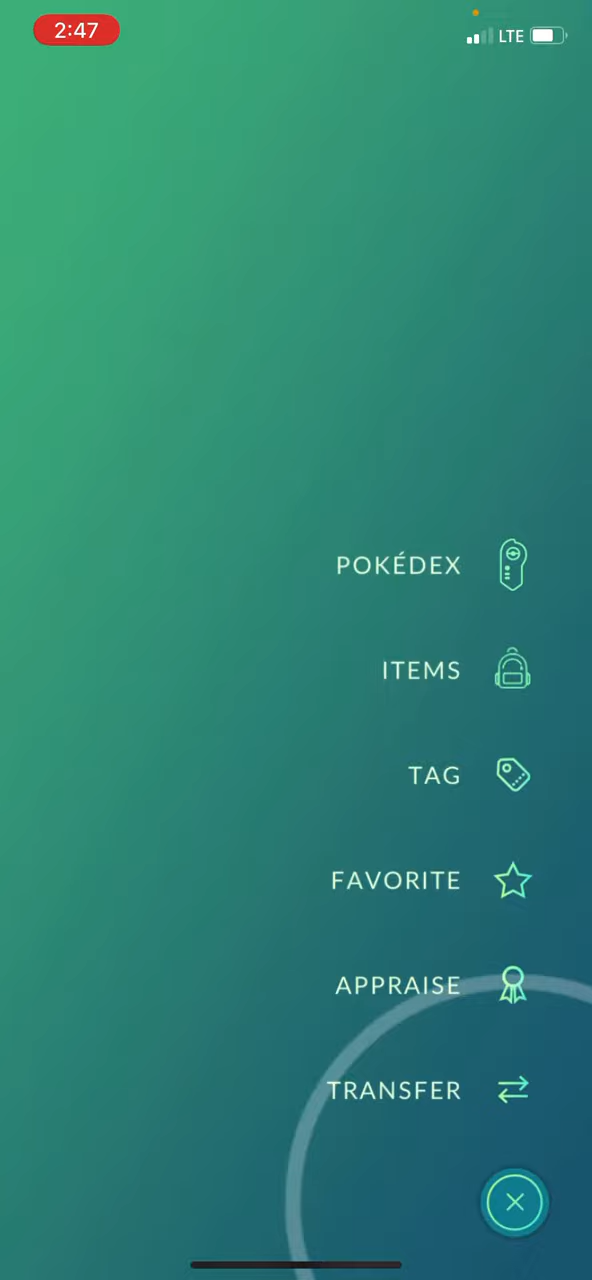 2:47
LTE
POKÉDEX
ITEMS
TAG
FAVORITE
APPRAISE
TRANSFER